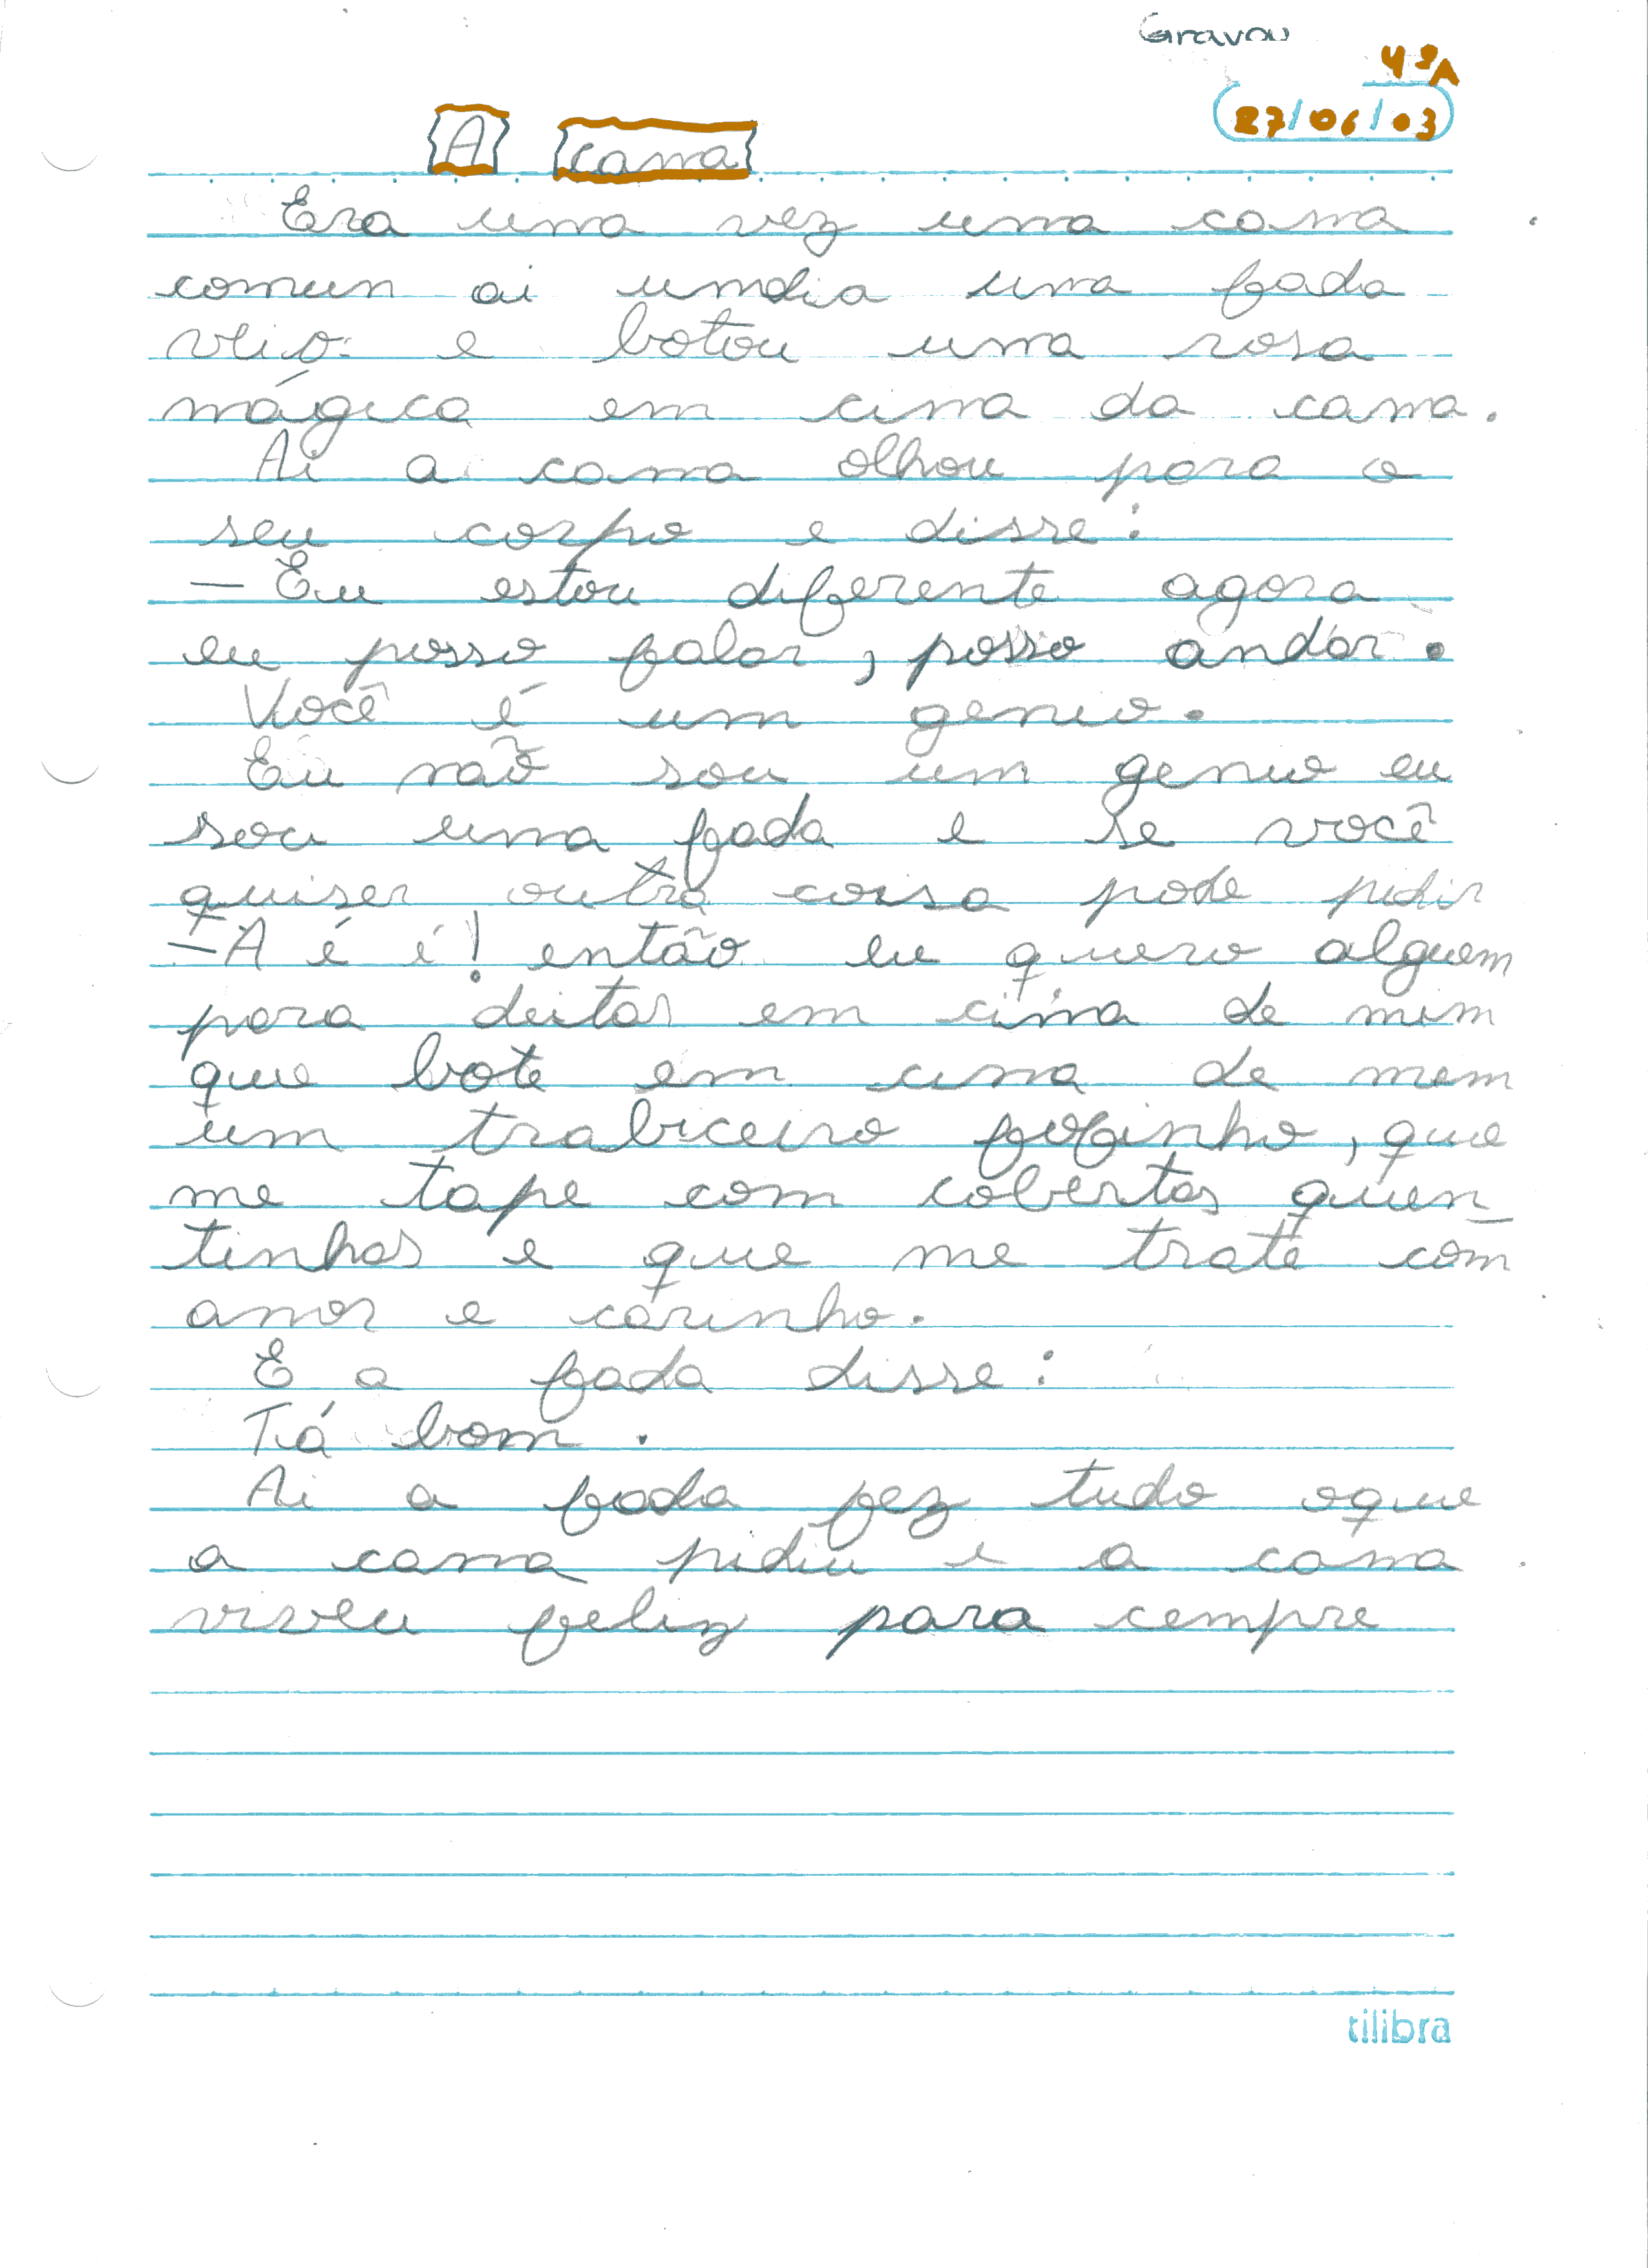 Gravou
4ª A
27/06/03
A cama
Era uma vez uma cama
comun ai umdia uma fada
veio e botou uma rosa
mágica em cima da cama.
Ai a cama olhou para o
seu corpo e disse:
— Eu estou diferente agora
eu posso falar, posso andar.
Você é um genio.
Eu não sou um genio eu
sou uma fada e se você
quiser outra coisa pode pidir
— A é é! então eu quero alguem
para deitar em cima de mim
que bote em cima de mem
um trabiceiro fofinho, que
me tape com cobertas quen-
tinhas e que me trate com
amor e carinho.
E a fada disse:
Tá bom.
Ai a fada fez tudo oque
a cama pidiu e a cama
viveu feliz para cempre
tilibra